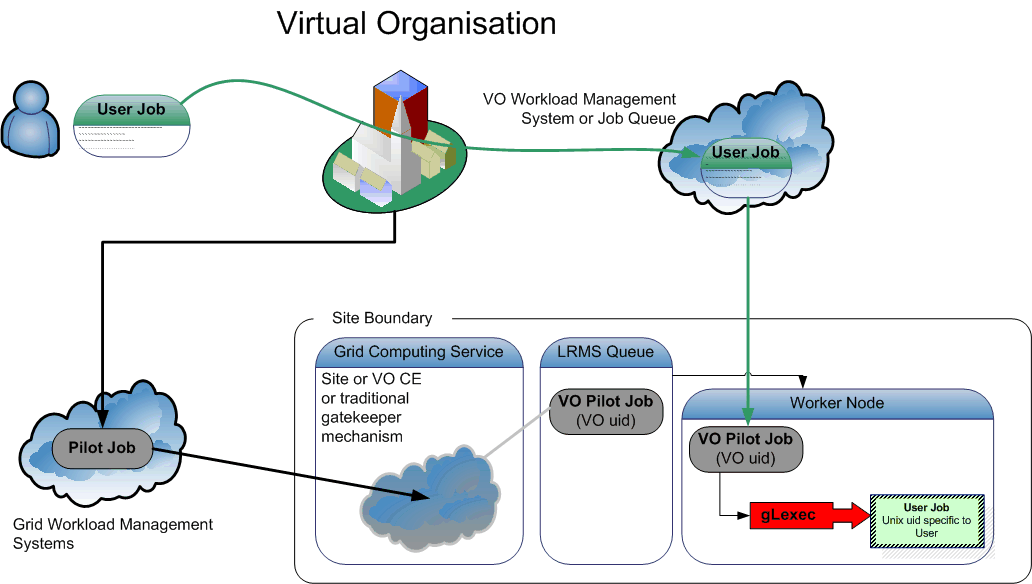 Virtual Organisation
User Job
VO Workload Management
System or Job Queue
User Job
Site Boundary
Grid Computing Service
Site or VO CE
or traditional
gatekeeper
mechanism
LRMS Queue
VO Pilot Job
(VO uid)
Worker Node
VO Pilot Job
(VO uid)
gLexec
User Job
Unix uid specific to
User
Pilot Job
Grid Workload Management
Systems